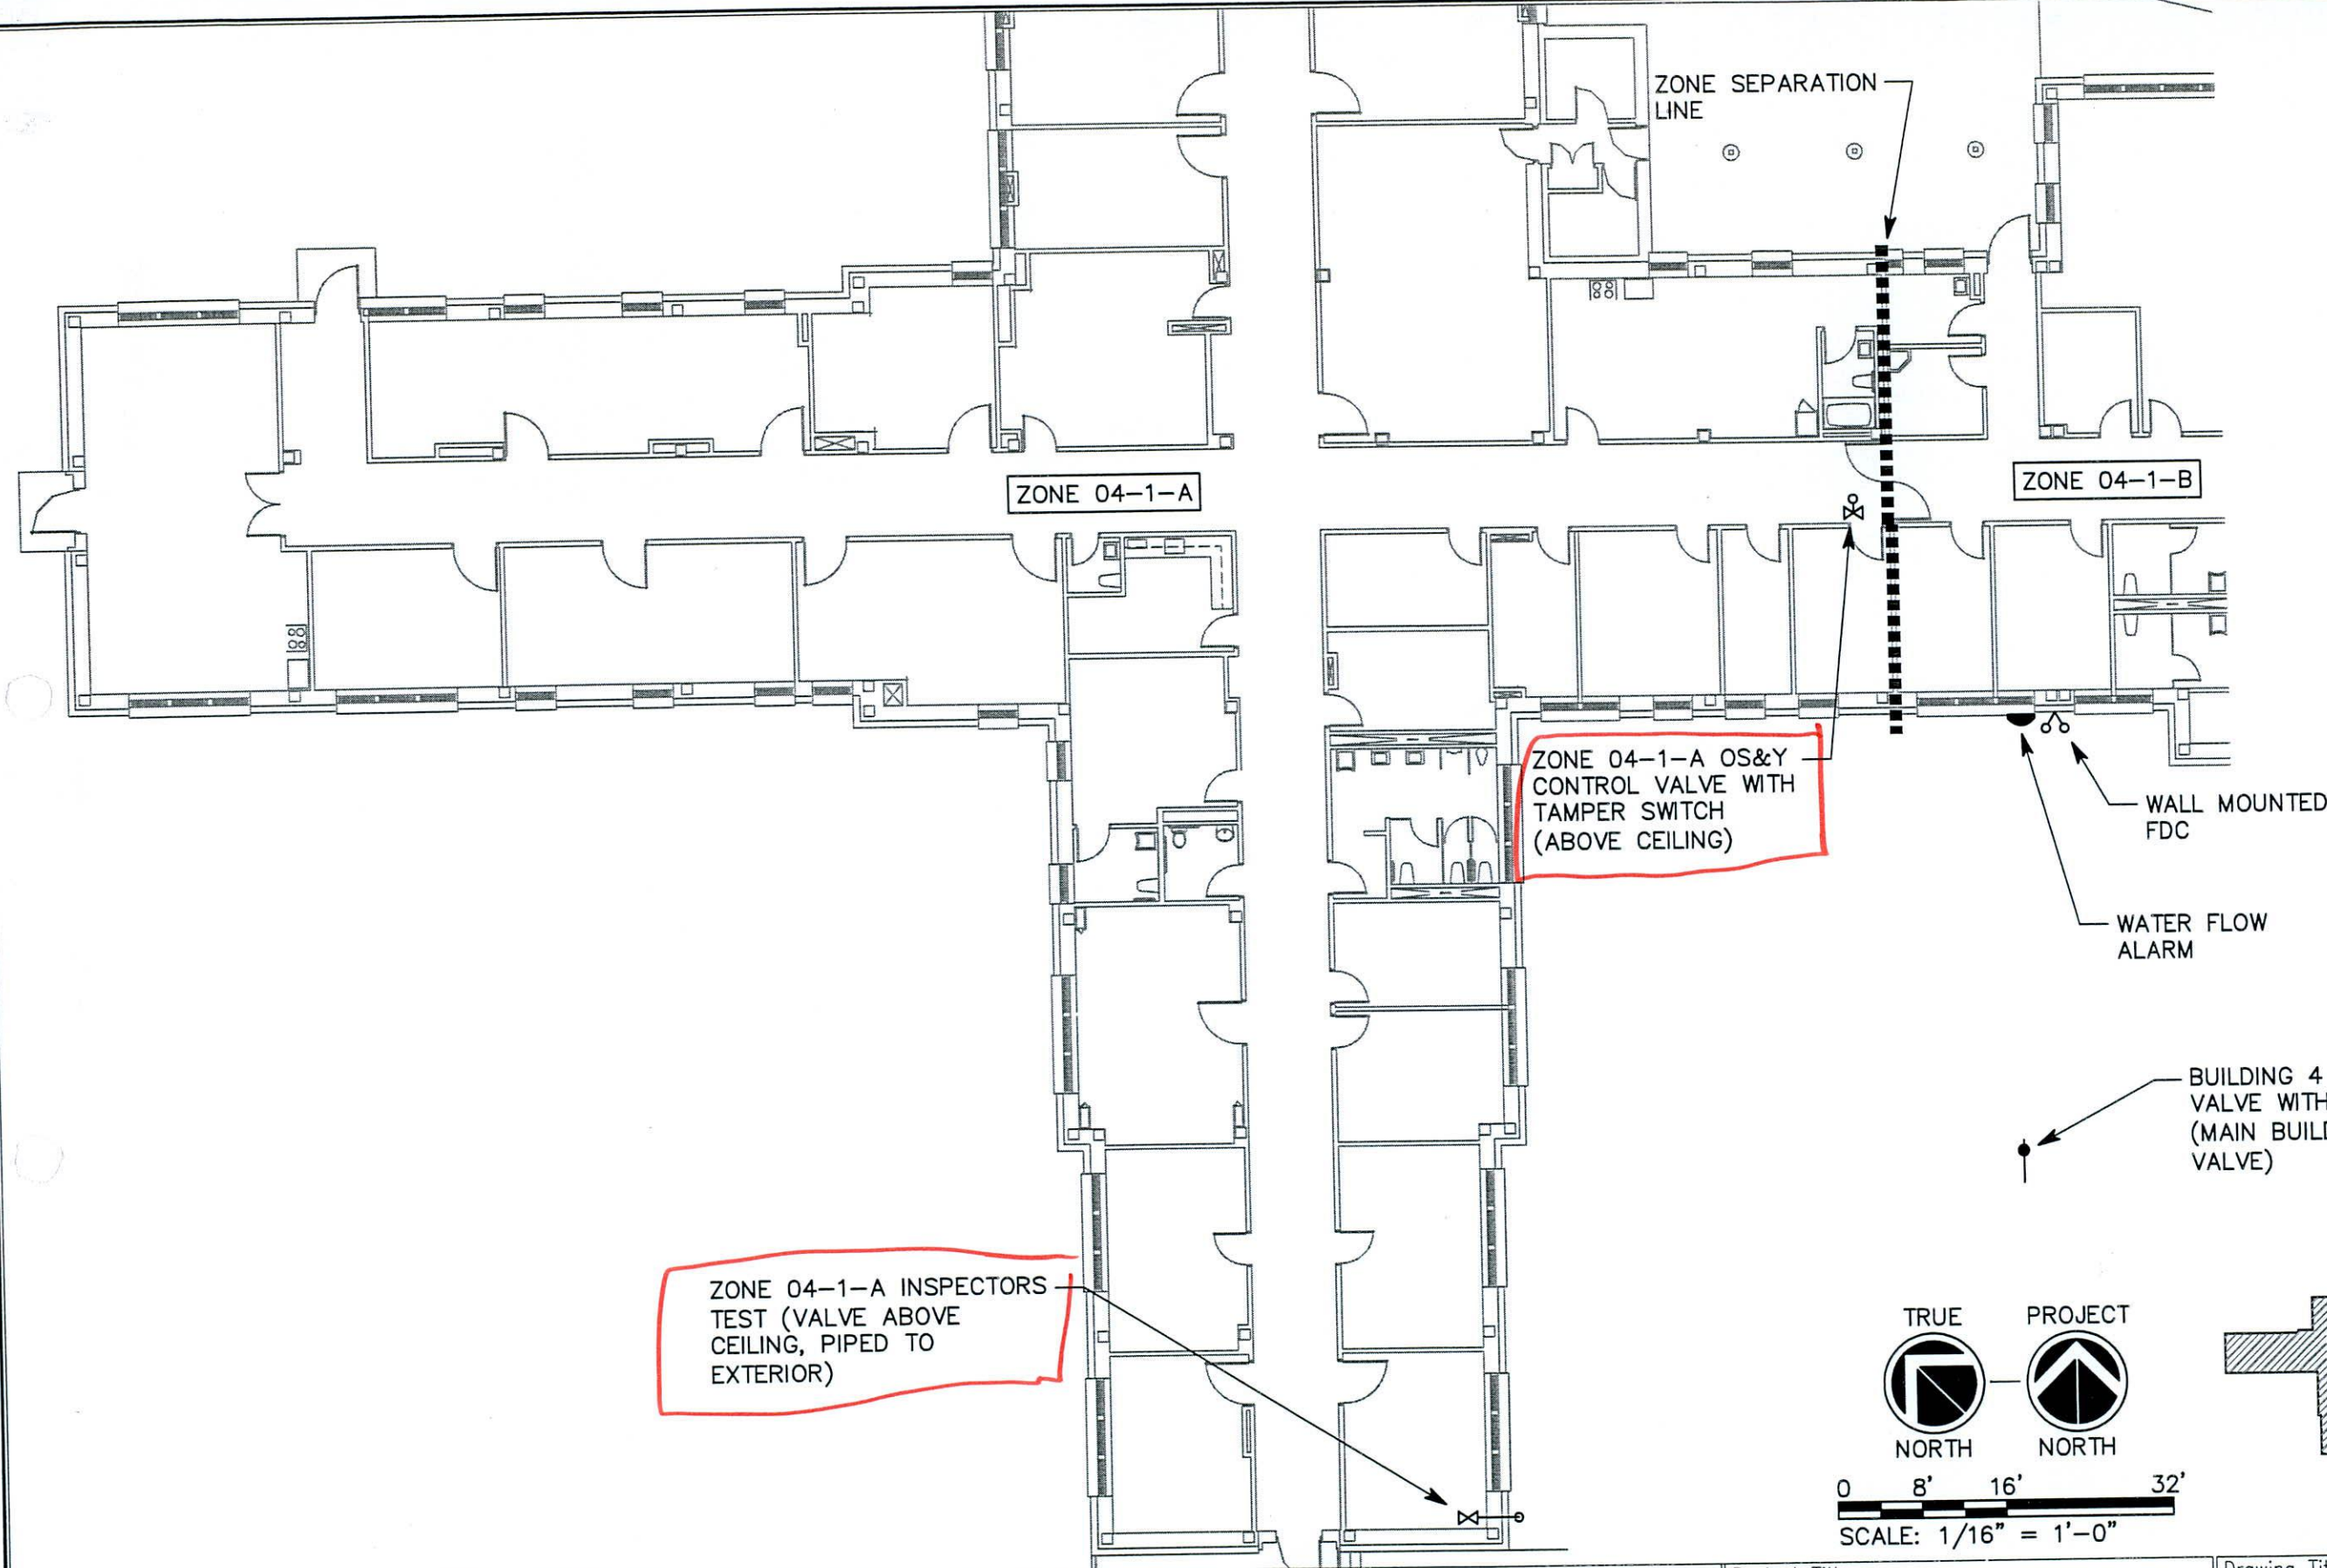 ZONE SEPARATION
LINE
ZONE 04-1-A
ZONE 04-1-B
ZONE 04-1-A OS&Y
CONTROL VALVE WITH
TAMPER SWITCH
(ABOVE CEILING)
WALL MOUNTED
FDC
WATER FLOW
ALARM
BUILDING 4
VALVE WITH
(MAIN BUILD
VALVE)
ZONE 04-1-A INSPECTORS
TEST (VALVE ABOVE
CEILING, PIPED TO
EXTERIOR)
TRUE
NORTH
PROJECT
NORTH
0 8' 16' 32'
SCALE: 1/16" = 1'-0"